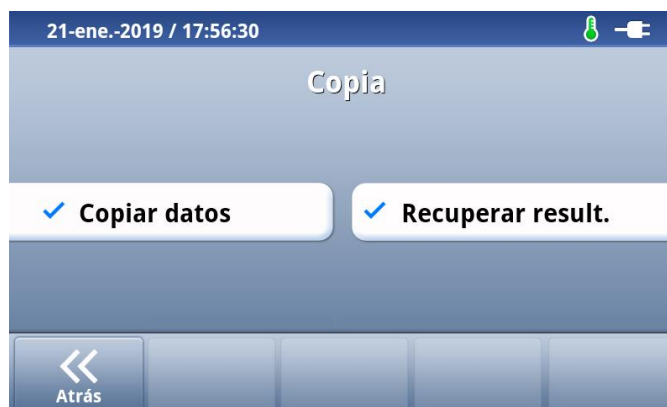 21-ene.-2019 / 17:56:30
Copia
Copiar datos
Recuperar result.
Atrás